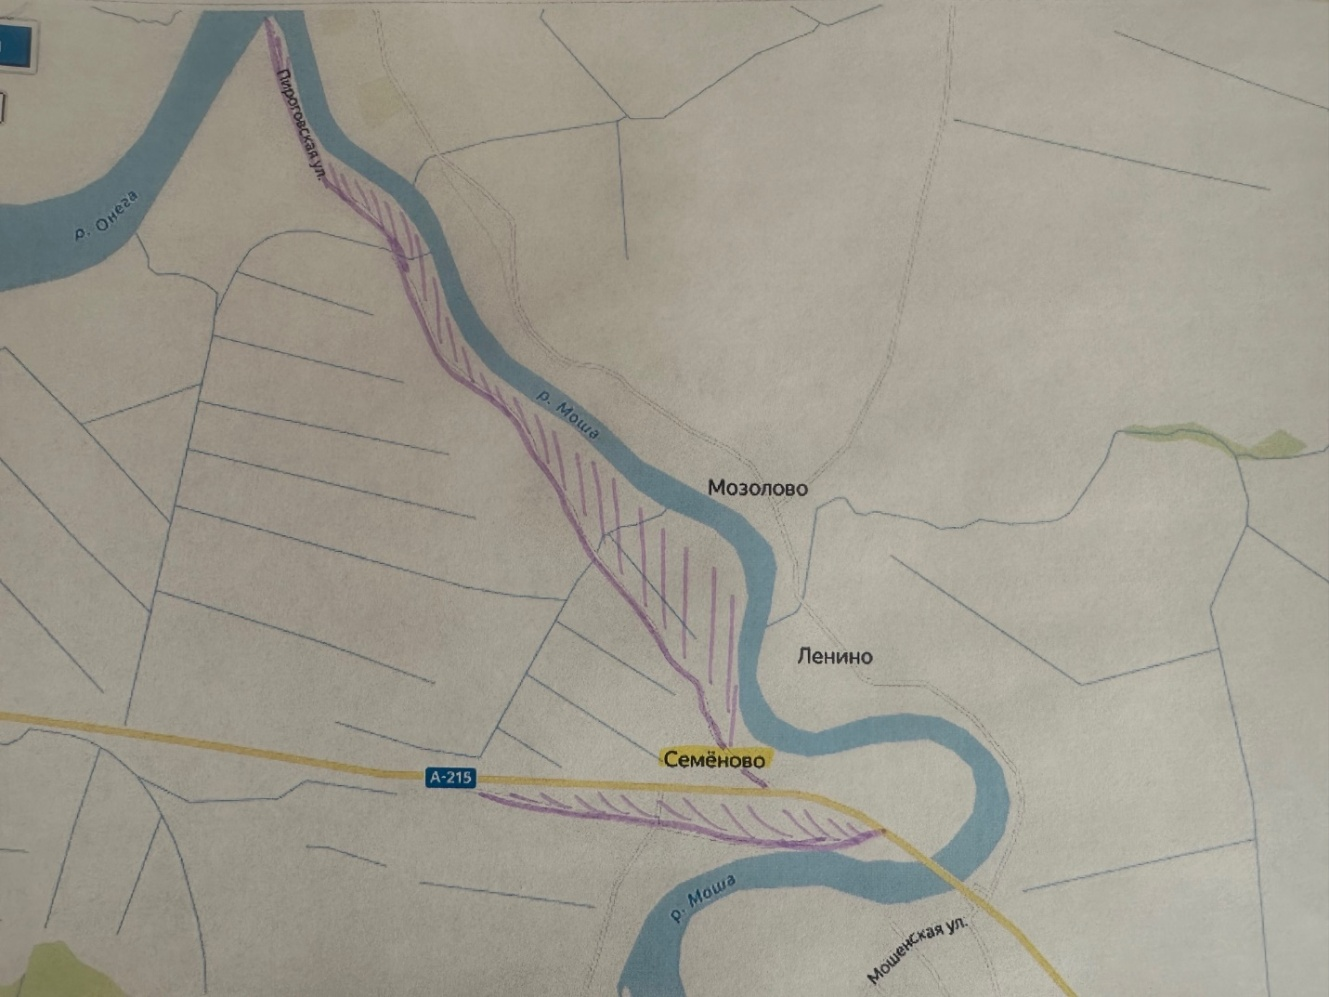 Пироговская ул.
р. Онега
р. Моша
Мозолово
Ленино
Семёново
А-215
р. Моша
Мошенская ул.